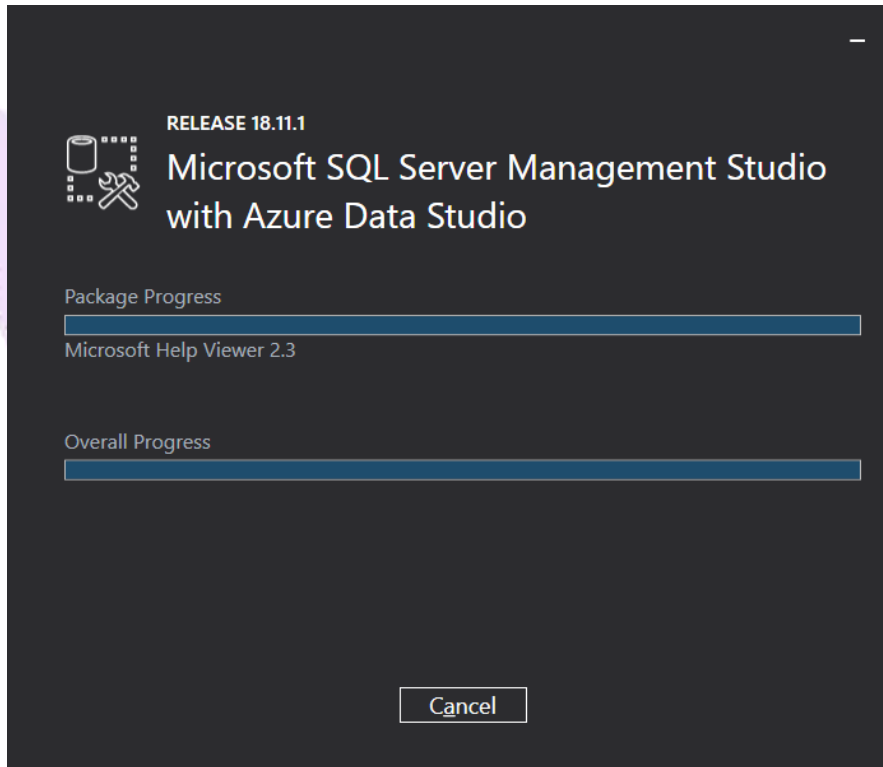 RELEASE 18.11.1
Microsoft SQL Server Management Studio
with Azure Data Studio
Package Progress
Microsoft Help Viewer 2.3
Overall Progress
Cancel